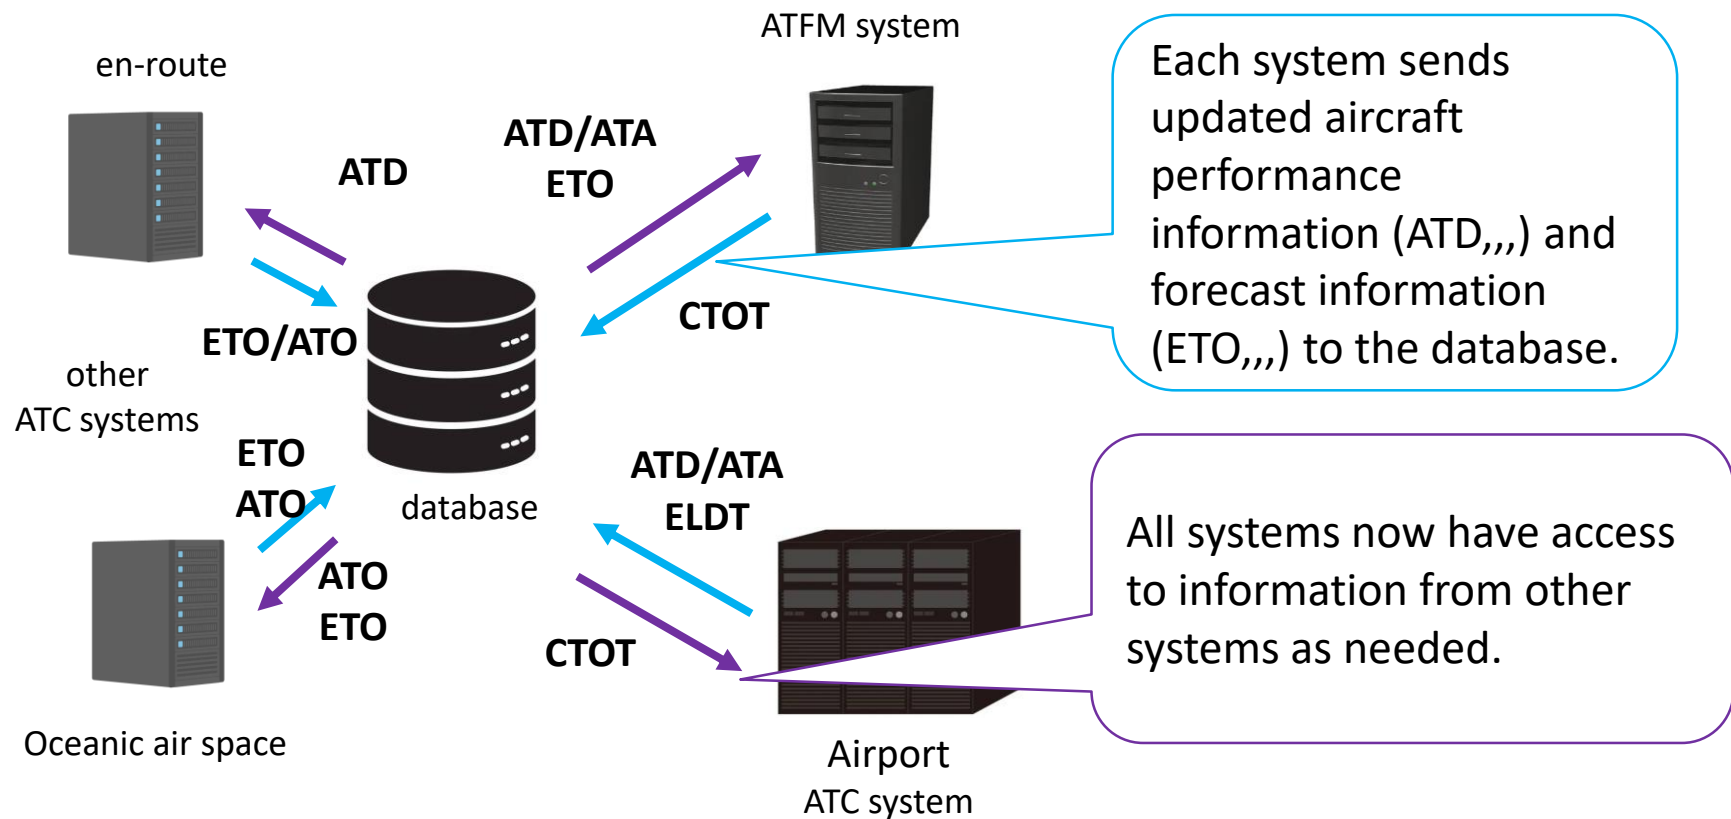 ATFM system
en-route
ATD/ATA
ETO
ATD
CTOT
ETO/ATO
other
ATC systems
ETO
ATO
database
ATO
ETO
Oceanic air space
ATD/ATA
ELDT
CTOT
Airport
ATC system
Each system sends
updated aircraft
performance
information (ATD,,,) and
forecast information
(ETO,,,) to the database.
All systems now have access
to information from other
systems as needed.